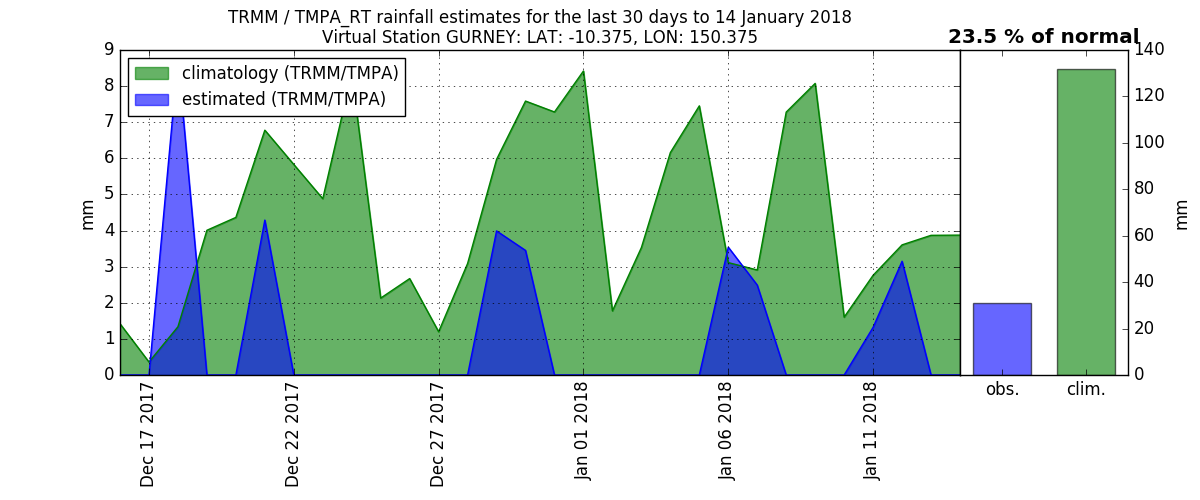 TRMM / TMPA_RT rainfall estimates for the last 30 days to 14 January 2018
Virtual Station GURNEY: LAT: -10.375, LON: 150.375
23.5 % of normal
climatology (TRMM/TMPA)
estimated (TRMM/TMPA)
9
8
7
6
5
4
3
2
1
0
mm
Dec 17 2017
Dec 22 2017
Dec 27 2017
Jan 01 2018
Jan 06 2018
Jan 11 2018
140
120
100
80
60
40
20
0
mm
obs.
clim.